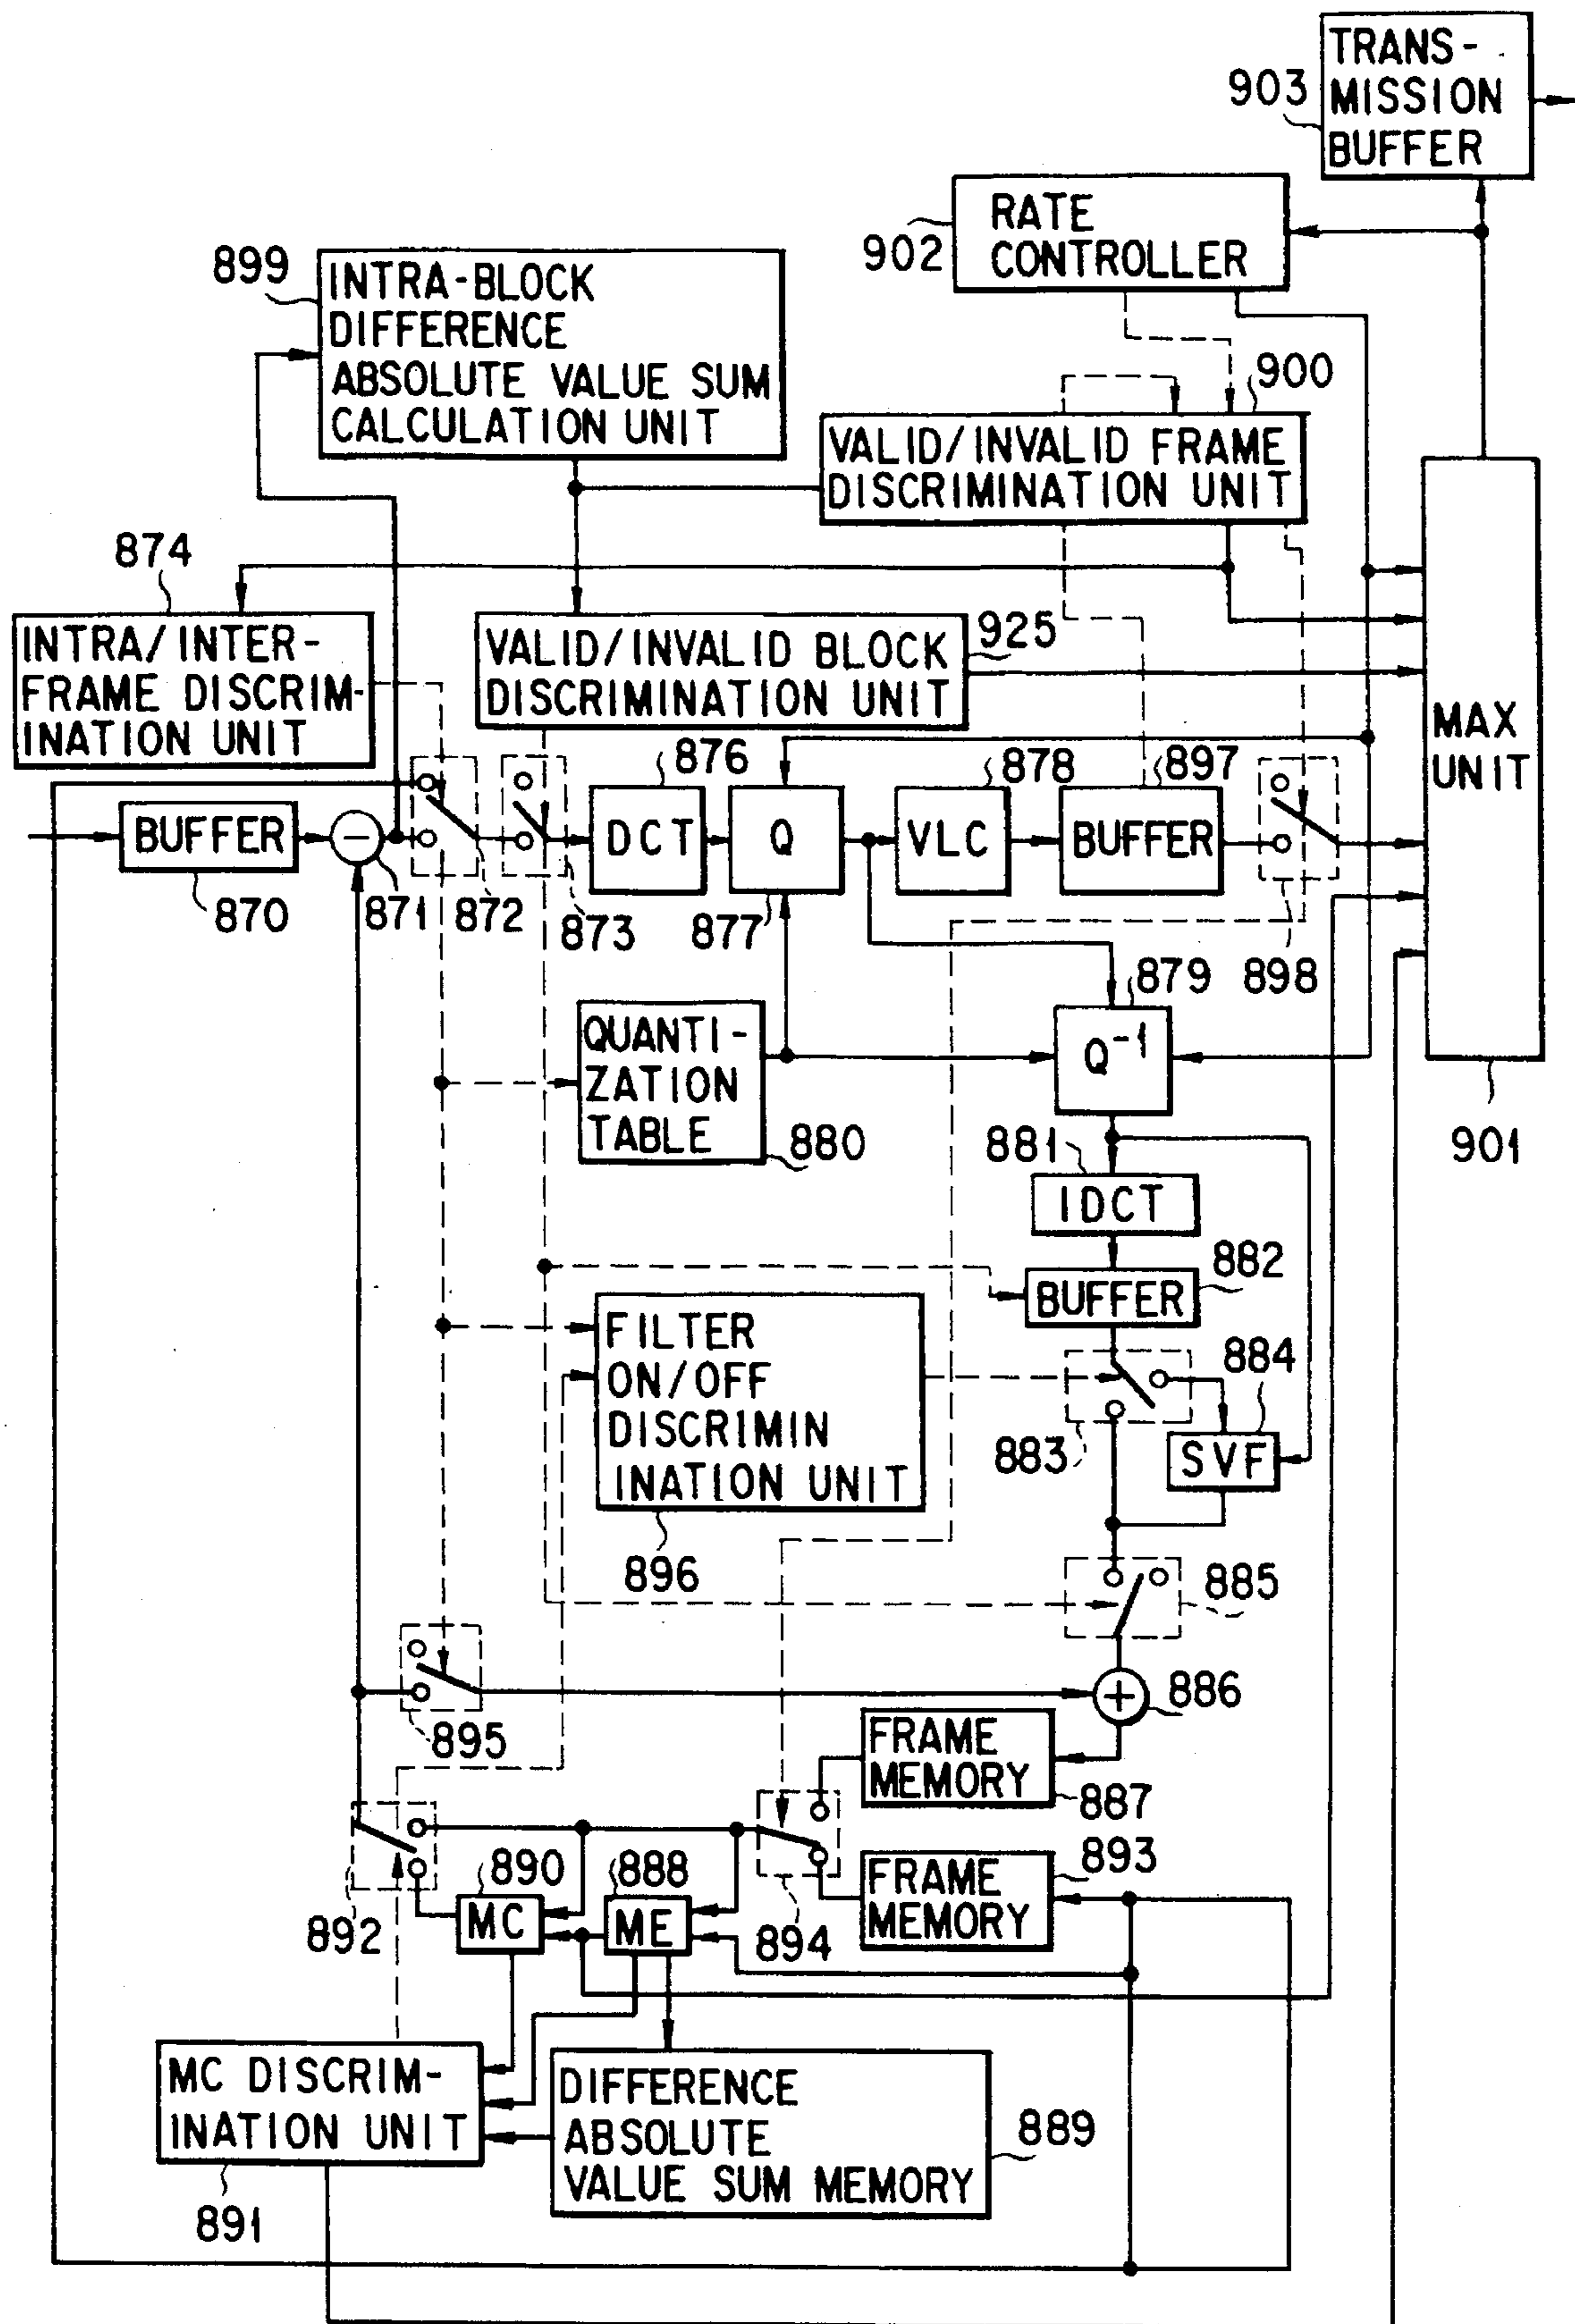 TRANS-
MISSION
BUFFER
903
RATE
CONTROLLER
902
899
INTRA-BLOCK
DIFFERENCE
ABSOLUTE VALUE SUM
CALCULATION UNIT
900
VALID/INVALID FRAME
DISCRIMINATION UNIT
874
INTRA/INTER-
FRAME DISCRIM-
INATION UNIT
VALID/INVALID BLOCK
DISCRIMINATION UNIT
925
MAX
UNIT
901
876
878
897
BUFFER
870
−
871
872
873
DCT
Q
877
VLC
BUFFER
898
879
QUANTI-
ZATION
TABLE
880
Q-1
881
IDCT
882
BUFFER
FILTER
ON/OFF
DISCRIMIN
INATION UNIT
896
884
883
SVF
885
895
+
886
FRAME
MEMORY
887
892
890
MC
888
ME
894
893
FRAME
MEMORY
MC DISCRIM-
INATION UNIT
891
DIFFERENCE
ABSOLUTE
VALUE SUM MEMORY
889